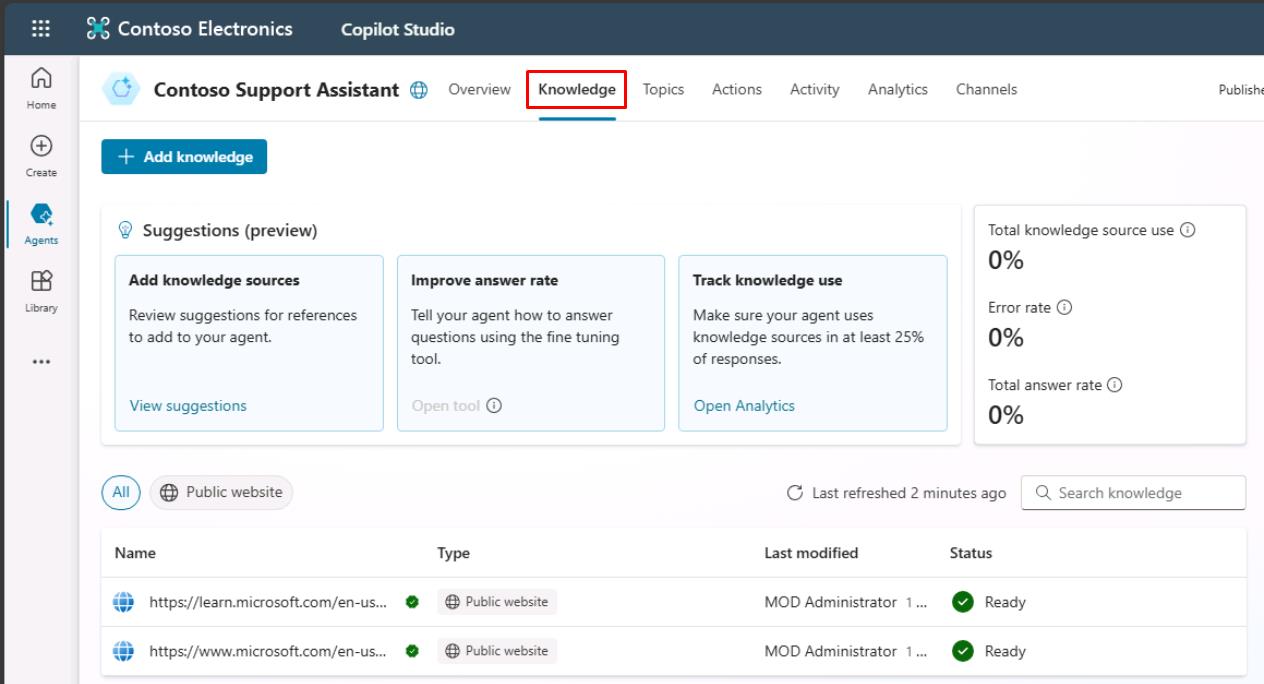 Contoso Electronics Copilot Studio
Home
Create
Agents
Library
Contoso Support Assistant Overview Knowledge Topics Actions Activity Analytics Channels Publishe
Add knowledge
Suggestions (preview)
Add knowledge sources
Review suggestions for references
to add to your agent.
View suggestions
Improve answer rate
Tell your agent how to answer
questions using the fine tuning
tool.
Open tool
Track knowledge use
Make sure your agent uses
knowledge sources in at least 25%
of responses.
Open Analytics
Total knowledge source use
0%
Error rate
0%
Total answer rate
0%
All Public website Last refreshed 2 minutes ago Search knowledge
Name Type Last modified Status
https://learn.microsoft.com/en-us... Public website MOD Administrator 1 ... Ready
https://www.microsoft.com/en-us... Public website MOD Administrator 1 ... Ready